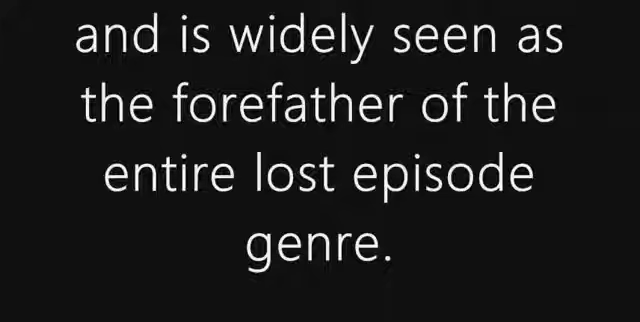 and is widely seen as
the forefather of the
entire lost episode
genre.